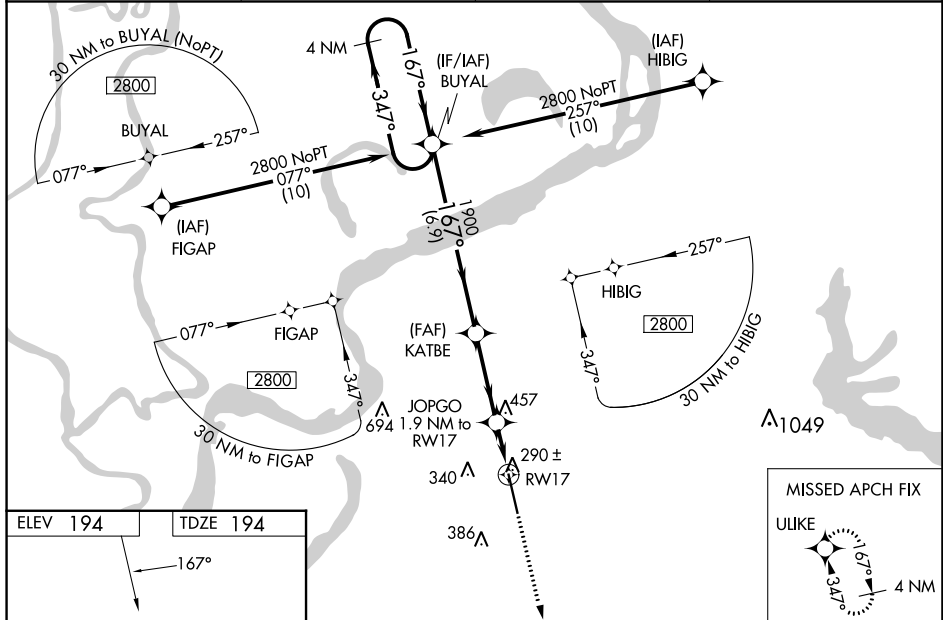 30 NM to BUYAL (NoPT)
2800
BUYAL
077°
257°
4 NM
347°
167°
(IF/IAF)
BUYAL
(IAF)
HIBIG
2800 NoPT
257°
(10)
2800 NoPT
077°
(10)
(IAF)
FIGAP
1900
167°
(6.9)
077°
FIGAP
2800
347°
30 NM to FIGAP
257°
HIBIG
2800
347°
30 NM to HIBIG
(FAF)
KATBE
694
JOPGO
1.9 NM to
RW17
457
1049
340
290 ±
RW17
386
ELEV 194
TDZE 194
167°
MISSED APCH FIX
ULIKE
167°
347°
4 NM